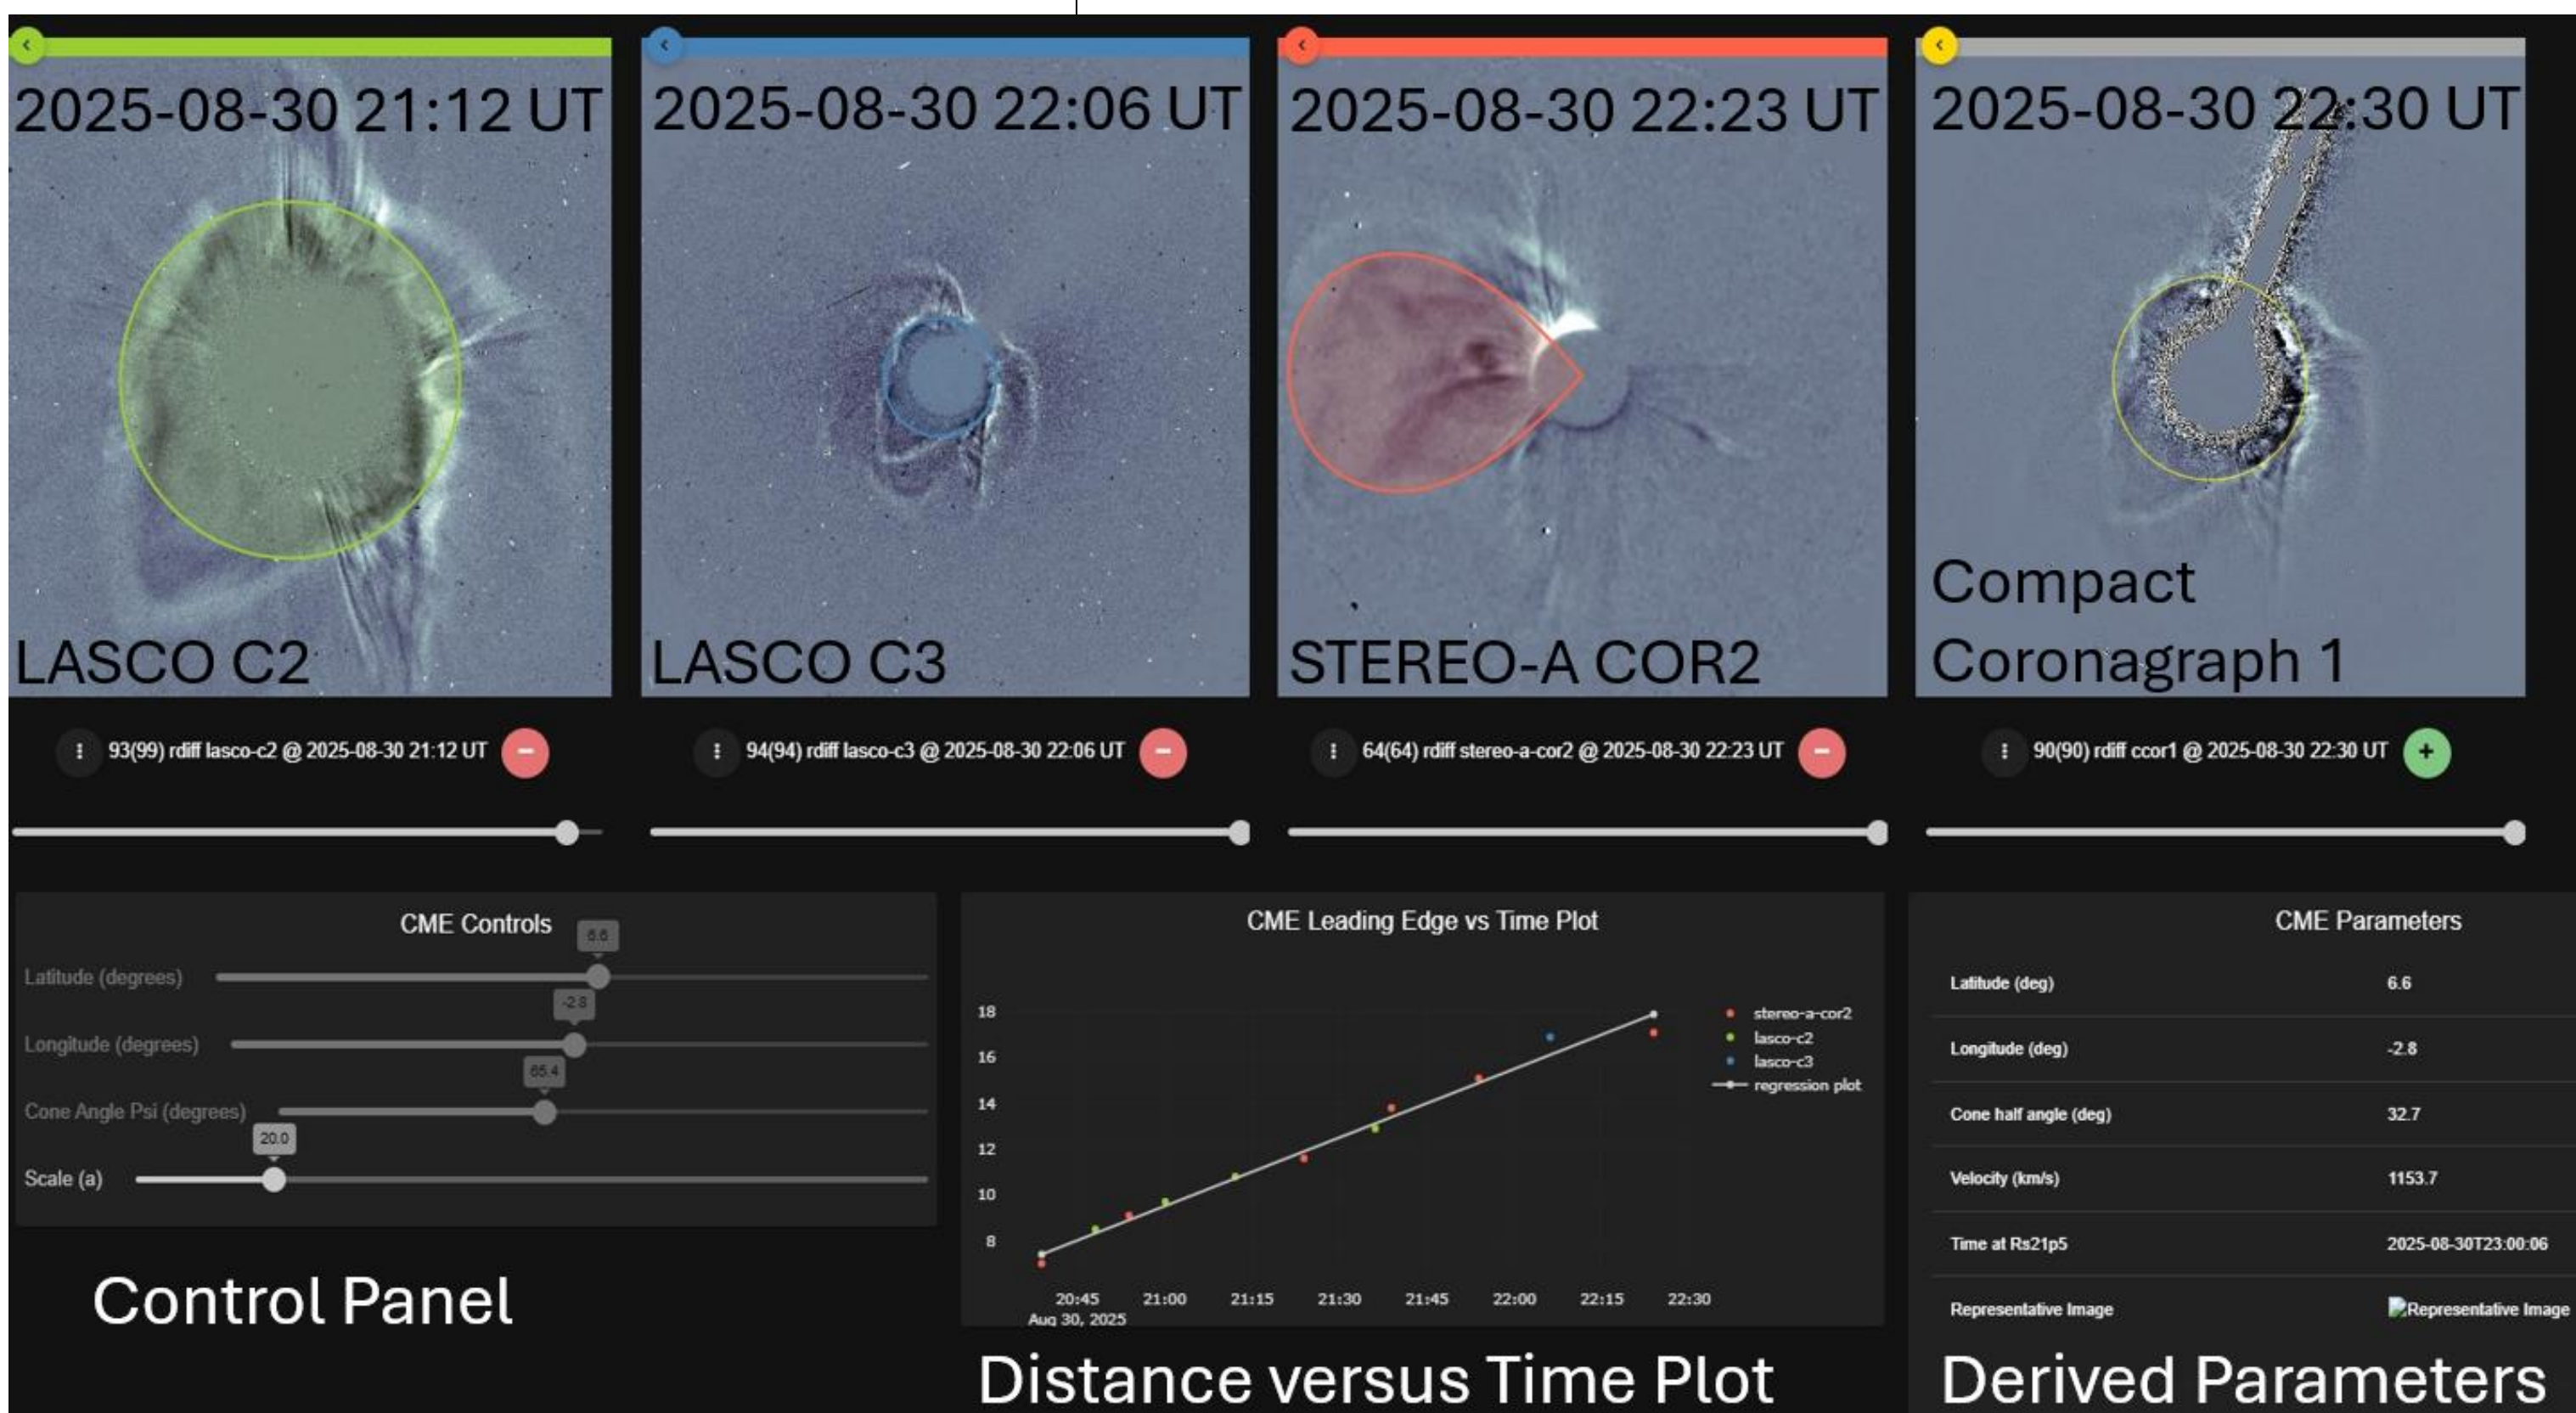 2025-08-30 21:12 UT
2025-08-30 22:06 UT
2025-08-30 22:23 UT
2025-08-30 22:30 UT
LASCO C2
LASCO C3
STEREO-A COR2
Compact
Coronagraph 1
93(99) rdiff lasco-c2 @ 2025-08-30 21:12 UT
94(94) rdiff lasco-c3 @ 2025-08-30 22:06 UT
64(64) rdiff stereo-a-cor2 @ 2025-08-30 22:23 UT
90(90) rdiff ccor1 @ 2025-08-30 22:30 UT
CME Controls
6.6
Latitude (degrees)
-2.8
Longitude (degrees)
65.4
Cone Angle Psi (degrees)
20.0
Scale (a)
Control Panel
CME Leading Edge vs Time Plot
18
16
14
12
10
8
20:45 21:00 21:15 21:30 21:45 22:00 22:15 22:30
Aug 30, 2025
stereo-a-cor2
lasco-c2
lasco-c3
regression plot
Distance versus Time Plot
CME Parameters
Latitude (deg) 6.6
Longitude (deg) -2.8
Cone half angle (deg) 32.7
Velocity (km/s) 1153.7
Time at Rs21p5 2025-08-30T23:00:06
Representative Image Representative Image
Derived Parameters